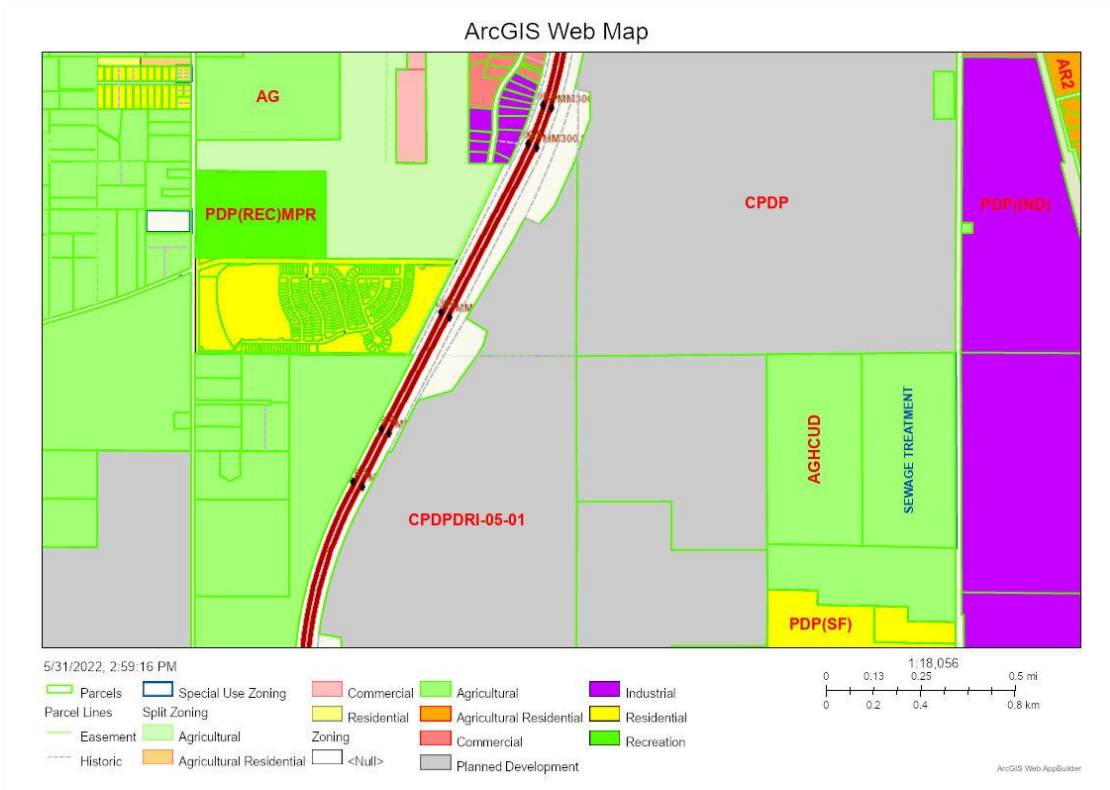 ArcGIS Web Map
AG
AR2
MM300
HM300.
PDP(REC)MPR
CPDP
PDP(IND)
MM
AGHCUD
SEWAGE TREATMENT
CPDPDRI-05-01
PDP(SF)
5/31/2022, 2:59:16 PM
Parcels
Parcel Lines
Easement
Historic
Special Use Zoning
Split Zoning
Agricultural
Agricultural Residential
Commercial
Residential
Zoning
<Null>
Agricultural
Agricultural Residential
Commercial
Planned Development
Industrial
Residential
Recreation
1:18,056
0 0.13 0.25 0.5 mi
0 0.2 0.4 0.8 km
ArcGIS Web AppBuilder